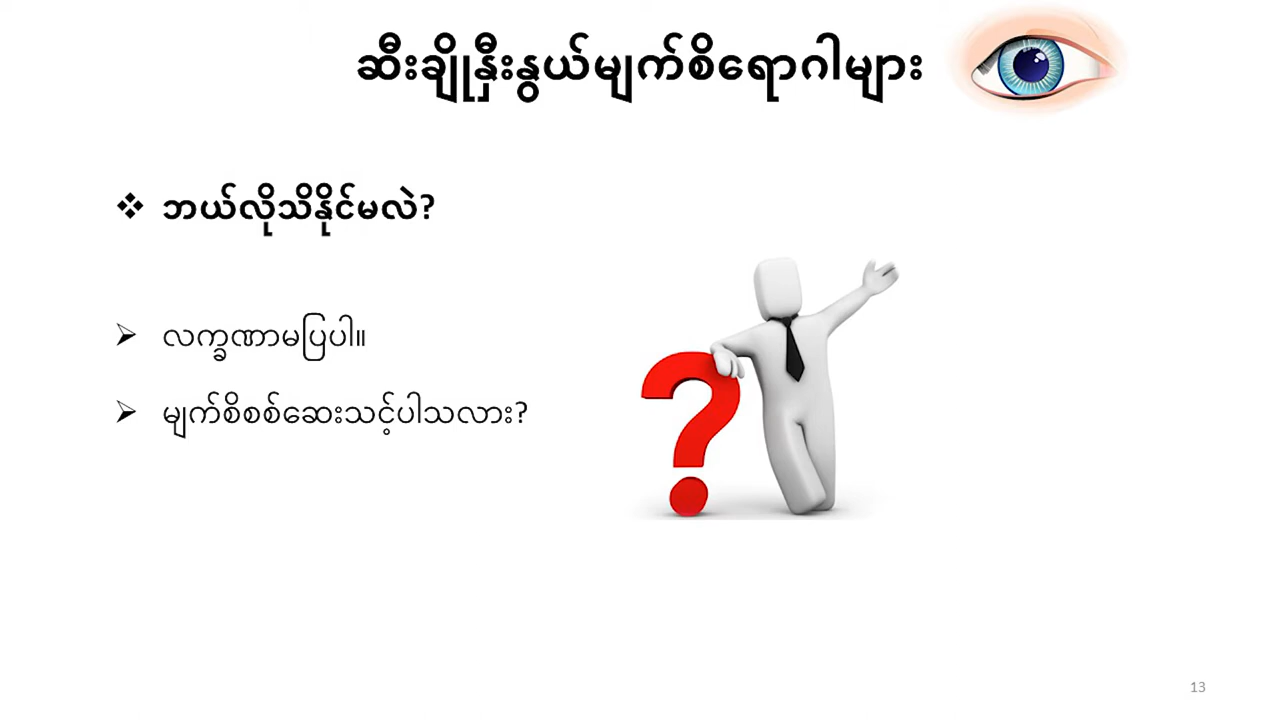 ဆီးချိုနှီးနွယ်မျက်စိရောဂါများ
❖ ဘယ်လိုသိနိုင်မလဲ?
➢ လက္ခဏာမပြပါ။
➢ မျက်စိစစ်ဆေးသင့်ပါသလား?
13